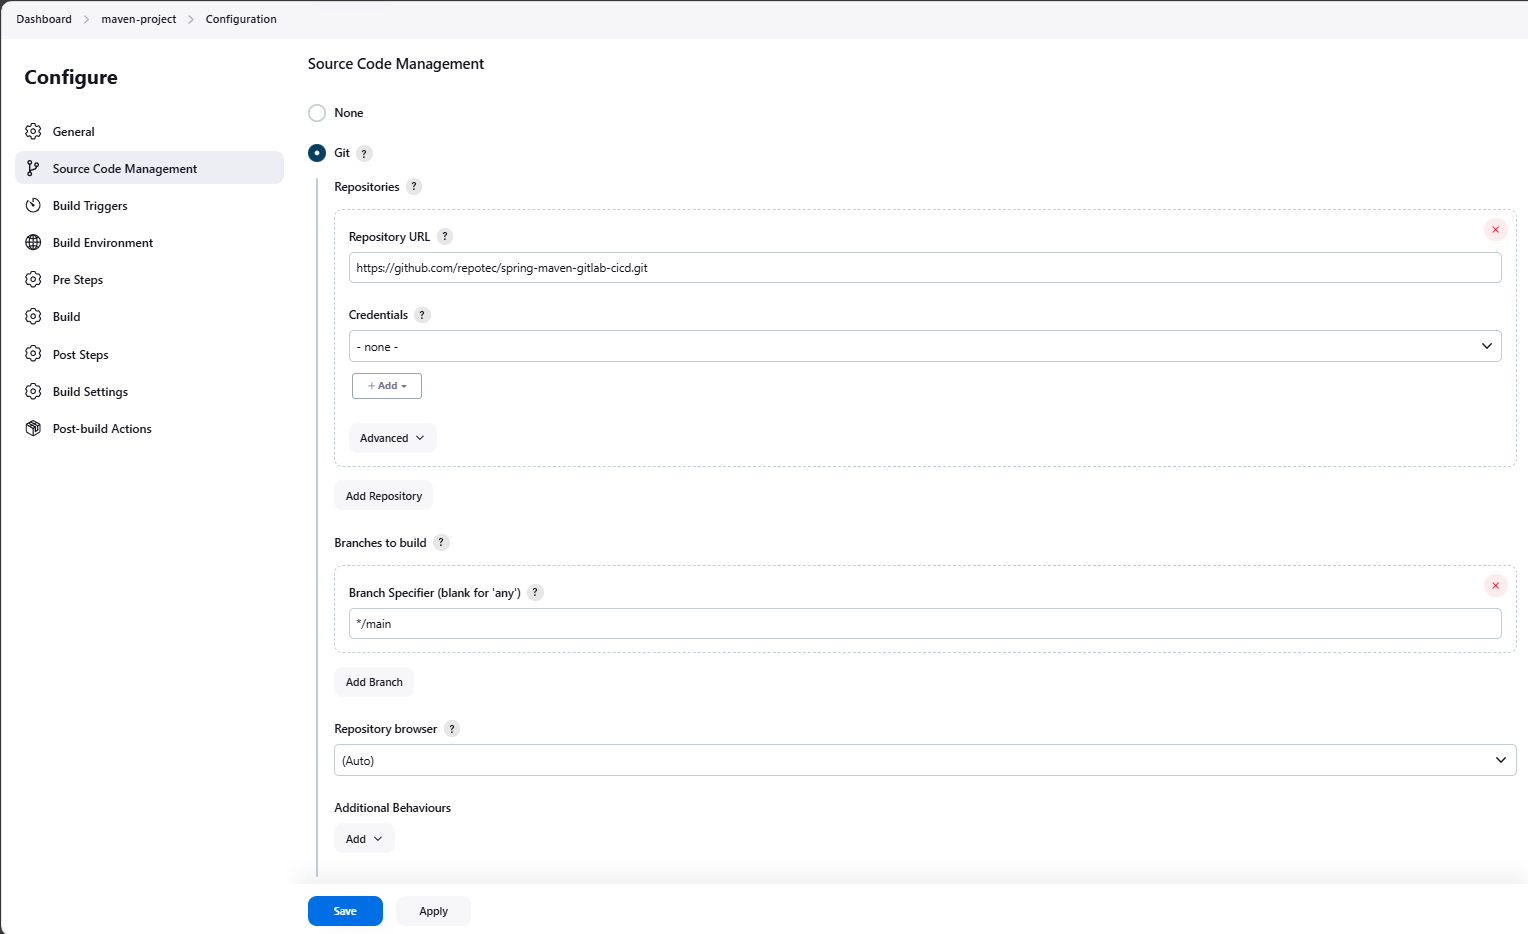 Dashboard > maven-project > Configuration
Configure
General
Source Code Management
Build Triggers
Build Environment
Pre Steps
Build
Post Steps
Build Settings
Post-build Actions
Source Code Management
None
Git ?
Repositories ?
Repository URL ?
https://github.com/repotec/spring-maven-gitlab-cicd.git
Credentials ?
- none -
+ Add
Advanced
Add Repository
Branches to build ?
Branch Specifier (blank for 'any') ?
*/main
Add Branch
Repository browser ?
(Auto)
Additional Behaviours
Add
Save Apply